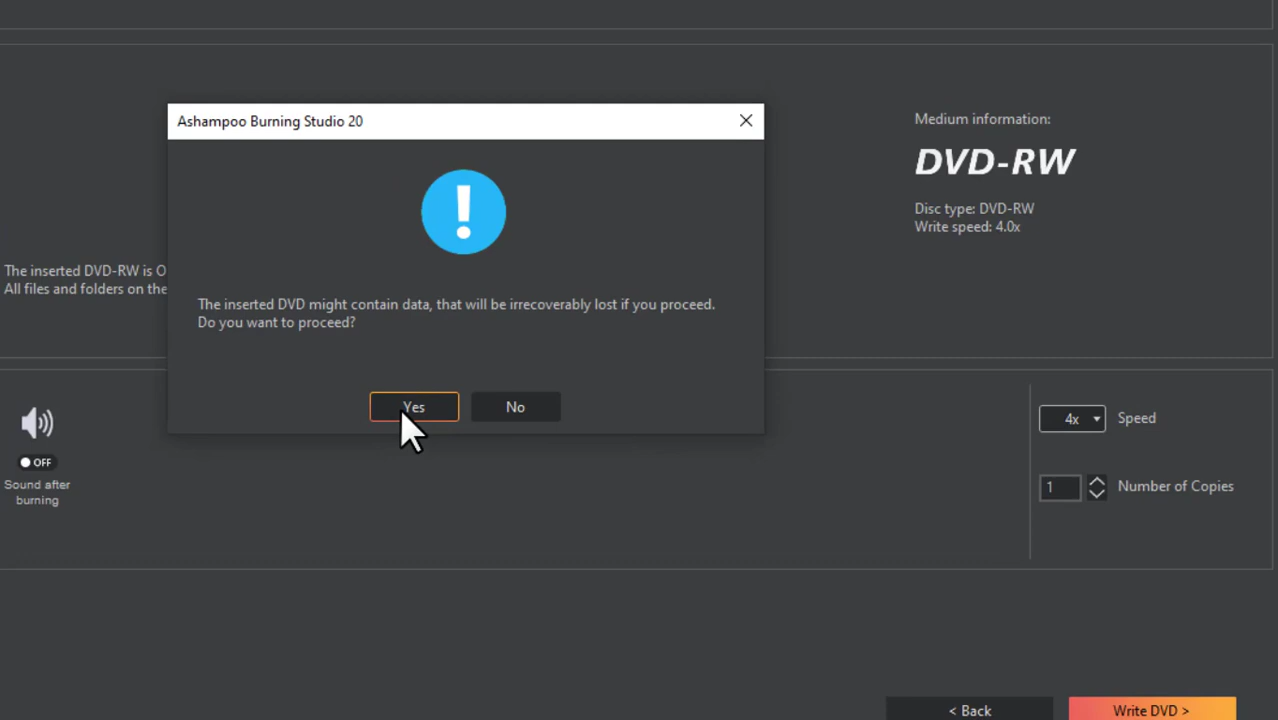 Ashampoo Burning Studio 20
Medium information:
DVD-RW
Disc type: DVD-RW
Write speed: 4.0x
The inserted DVD-RW is O
All files and folders on the
The inserted DVD might contain data, that will be irrecoverably lost if you proceed.
Do you want to proceed?
Yes
No
OFF
Sound after
burning
4x
Speed
1
Number of Copies
< Back
Write DVD >